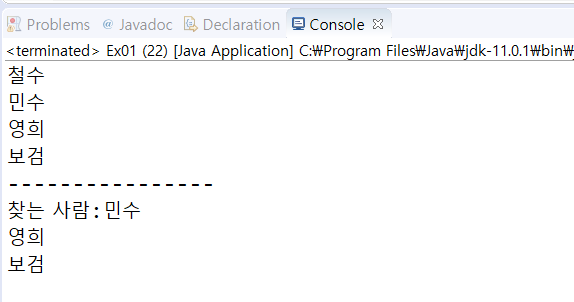 Problems @ Javadoc Declaration Console
<terminated> Ex01 (22) [Java Application] C:₩Program Files₩Java₩jdk-11.0.1₩bin₩
철수
민수
영희
보검
----------------
찾는 사람:민수
영희
보검